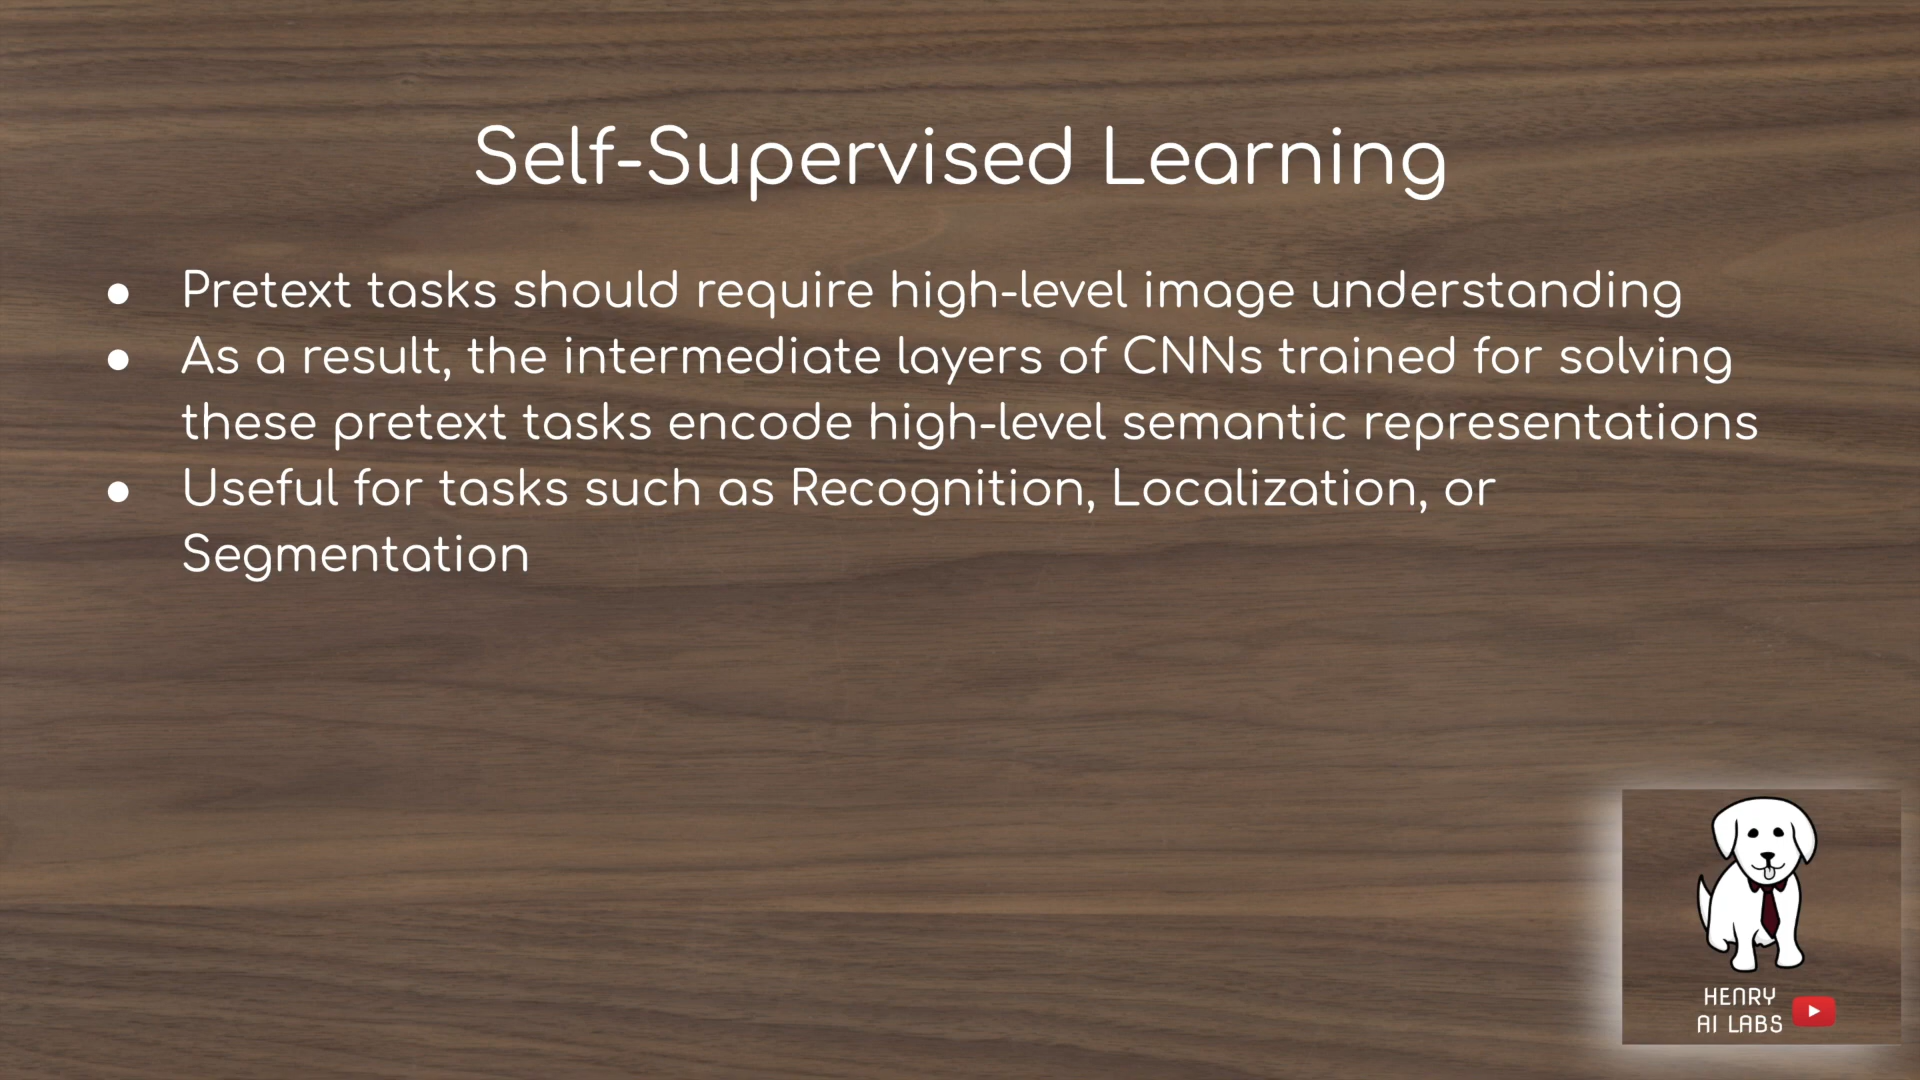 Self-Supervised Learning
● Pretext tasks should require high-level image understanding
● As a result, the intermediate layers of CNNs trained for solving
these pretext tasks encode high-level semantic representations
● Useful for tasks such as Recognition, Localization, or
Segmentation
HENRY
AI LABS